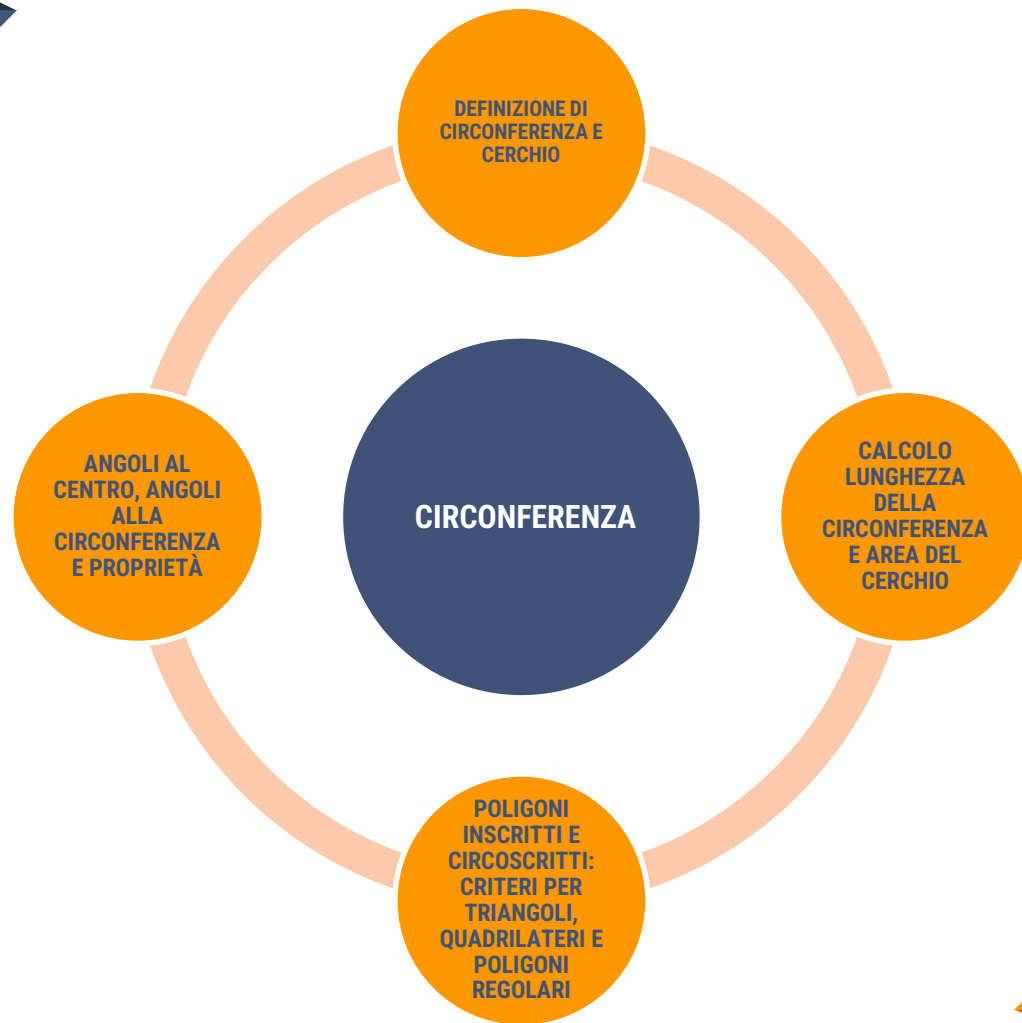 DEFINIZIONE DI
CIRCONFERENZA E
CERCHIO
ANGOLI AL
CENTRO, ANGOLI
ALLA
CIRCONFERENZA
E PROPRIETÀ
CIRCONFERENZA
CALCOLO
LUNGHEZZA
DELLA
CIRCONFERENZA
E AREA DEL
CERCHIO
POLIGONI
INSCRITTI E
CIRCOSCRITTI:
CRITERI PER
TRIANGOLI,
QUADRILATERI E
POLIGONI
REGOLARI